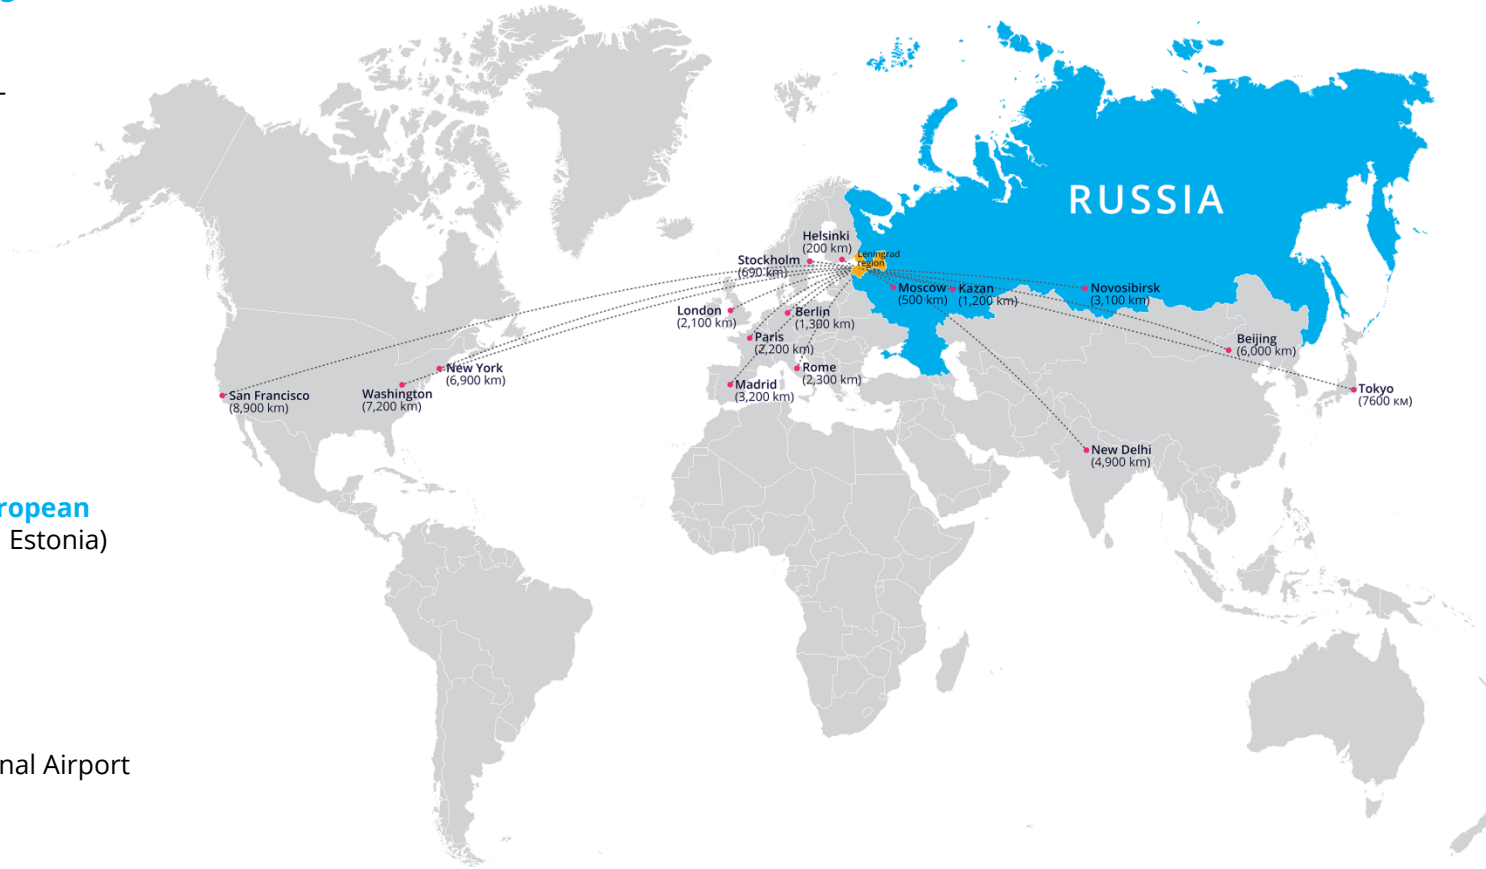 g
-
RUSSIA
Helsinki
(200 km)
Leningrad
region
Stockholm
(690 km)
Moscow
(500 km)
Kazan
(1,200 km)
Novosibirsk
(3,100 km)
London
(2,100 km)
Berlin
(1,300 km)
Paris
(2,200 km)
Beijing
(6,000 km)
New York
(6,900 km)
Rome
(2,300 km)
Madrid
(3,200 km)
Washington
(7,200 km)
San Francisco
(8,900 km)
Tokyo
(7600 км)
New Delhi
(4,900 km)
ropean
Estonia)
nal Airport